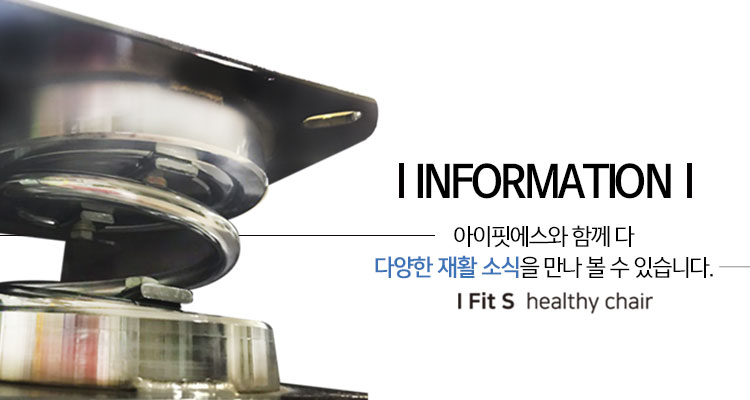 I INFORMATION I
아이핏에스와 함께 다
다양한 재활 소식을 만나 볼 수 있습니다.
I Fit S healthy chair